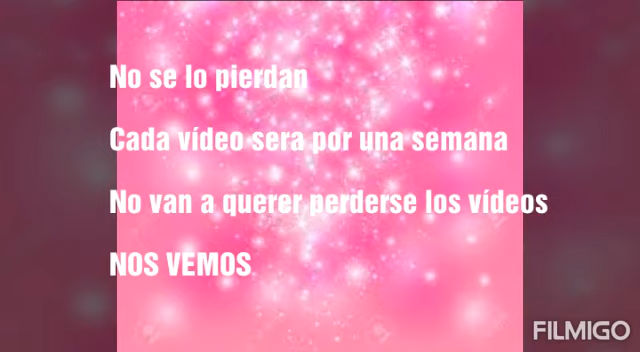 No se lo pierdan
Cada vídeo sera por una semana
No van a querer perderse los vídeos
NOS VEMOS
FILMIGO